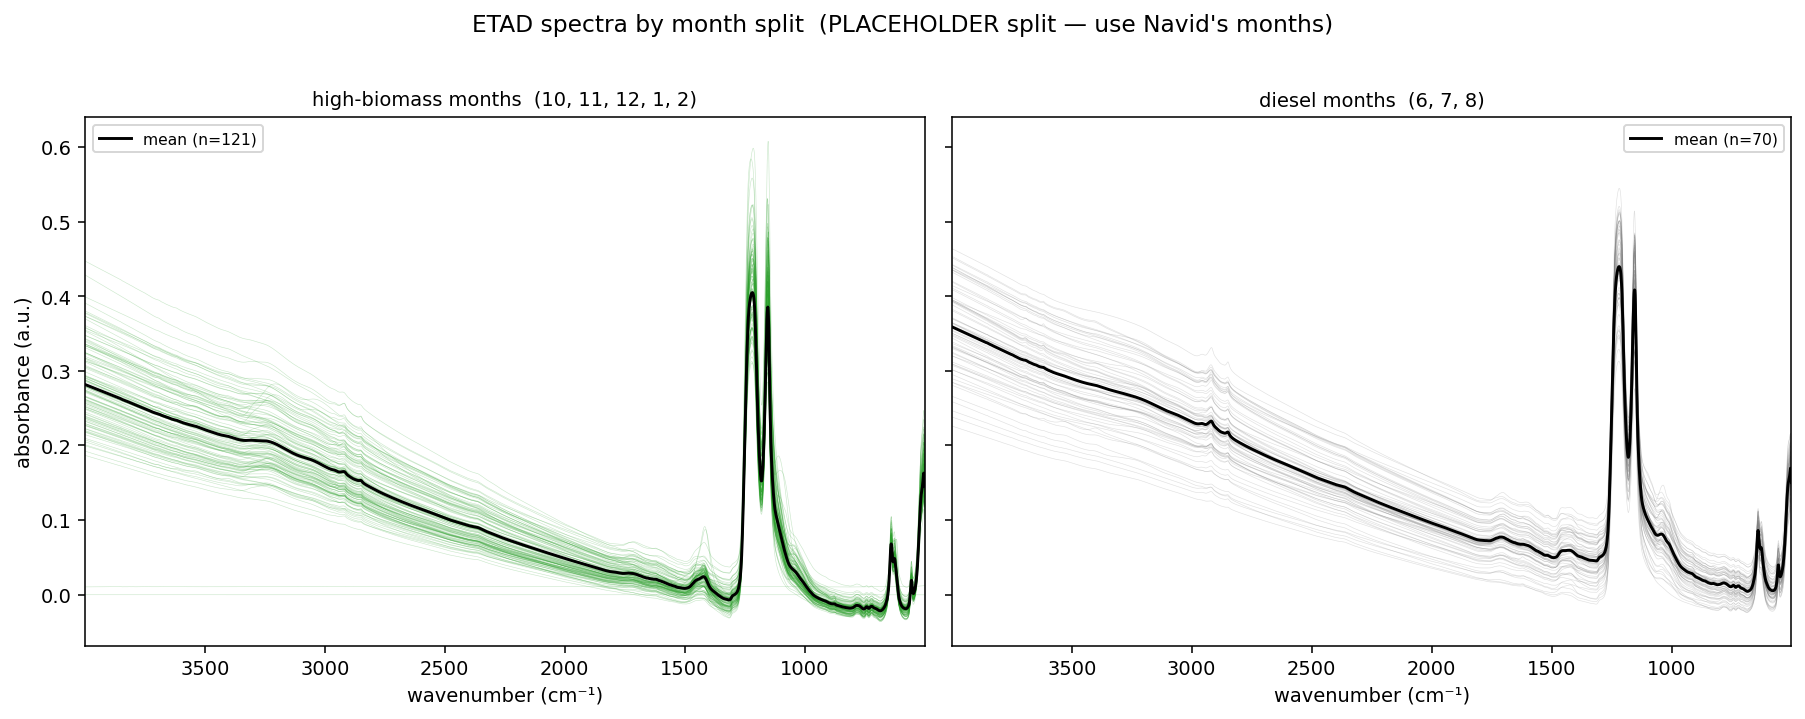 ETAD spectra by month split  (PLACEHOLDER split — use Navid's months)
high-biomass months  (10, 11, 12, 1, 2)
diesel months  (6, 7, 8)
mean (n=121)
mean (n=70)
absorbance (a.u.)
0.6
0.5
0.4
0.3
0.2
0.1
0.0
3500 3000 2500 2000 1500 1000
3500 3000 2500 2000 1500 1000
wavenumber (cm⁻¹)
wavenumber (cm⁻¹)